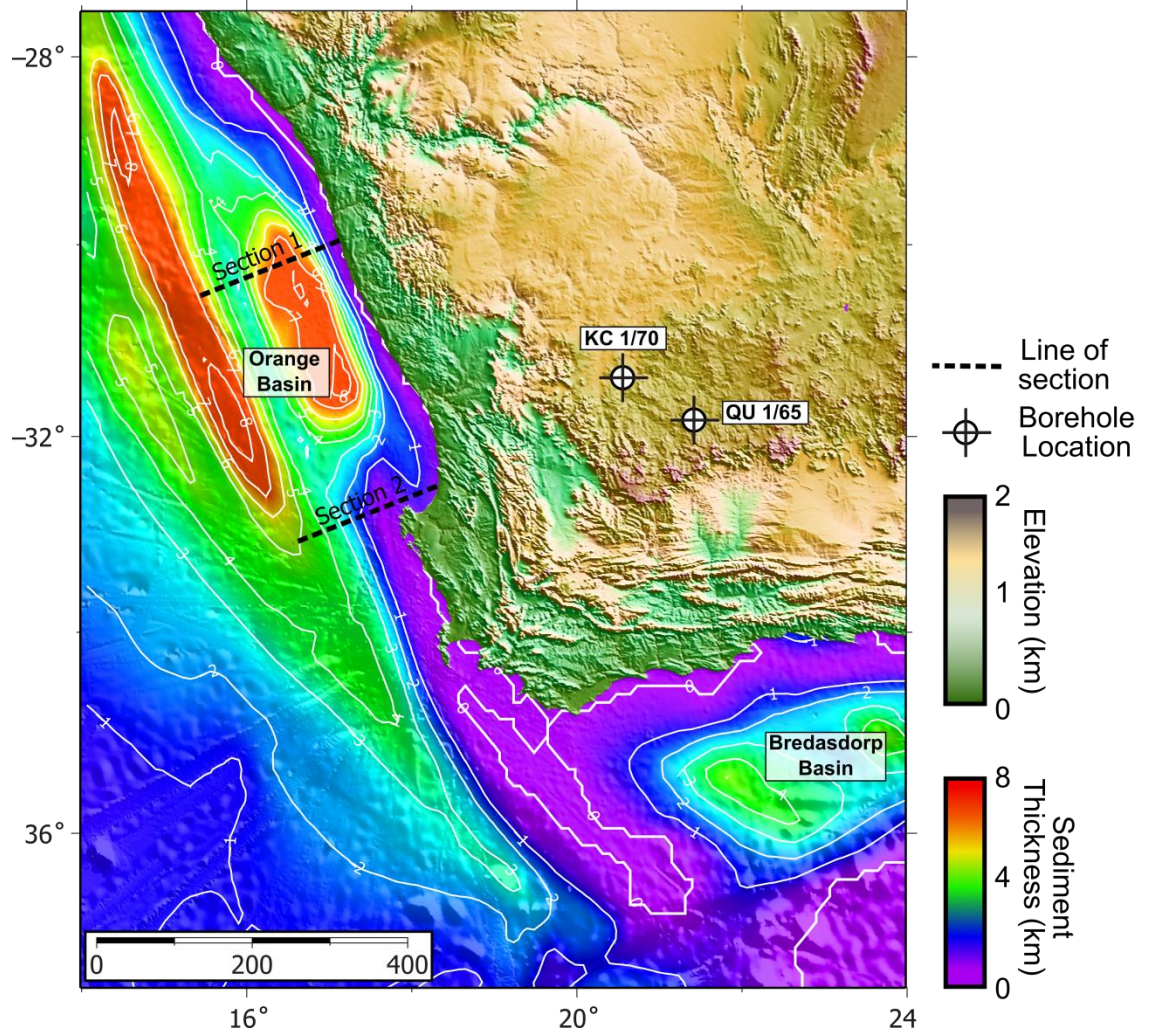 −28°
−32°
36°
16°
20°
24
Section 1
Orange
Basin
Section 2
KC 1/70
QU 1/65
Bredasdorp
Basin
0
200
400
Line of
section
Borehole
Location
2
1
0
Elevation (km)
8
4
0
Sediment
Thickness (km)